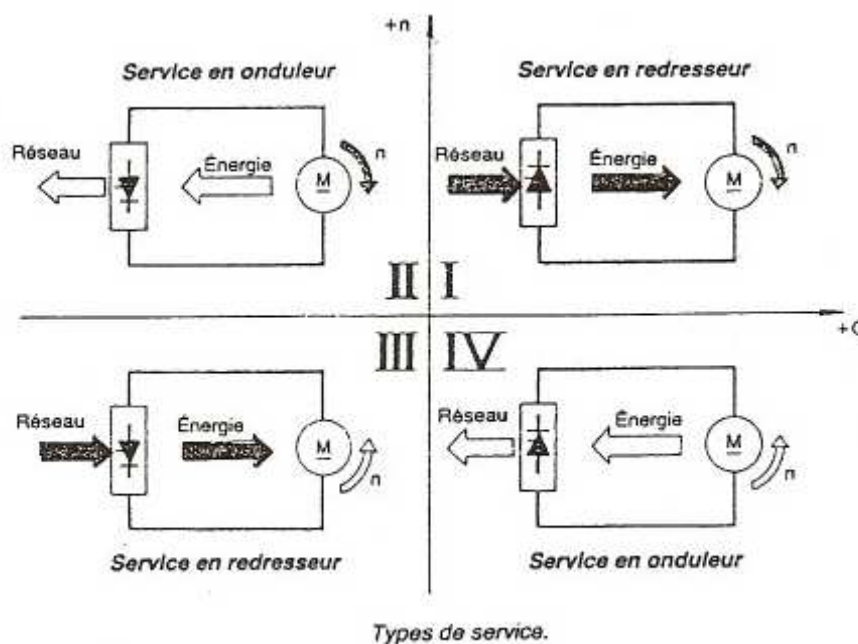 +n
Service en onduleur
Service en redresseur
Réseau
Énergie
n
M
Réseau
Énergie
n
M
II I
+C
III IV
Réseau
Énergie
M
n
Réseau
Énergie
M
n
Service en redresseur
Service en onduleur
Types de service.